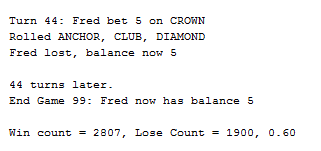 Turn 44: Fred bet 5 on CROWN
Rolled ANCHOR, CLUB, DIAMOND
Fred lost, balance now 5
44 turns later.
End Game 99: Fred now has balance 5
Win count = 2807, Lose Count = 1900, 0.60